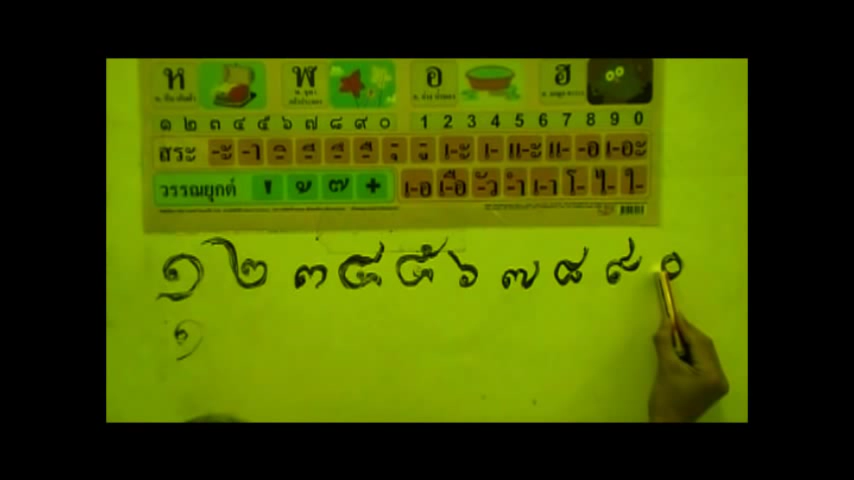 ห พ อ ฮ
๑ ๒ ๓ ๔ ๕ ๖ ๗ ๘ ๙ ๐ 1 2 3 4 5 6 7 8 9 0
สระ -ะ -า -ิ -ี -ึ -ื -ุ -ู เ-ะ เ- แ-ะ แ- -อ เ-อะ
วรรณยุกต์ -่ -้ -๊ -๋ เ-อ เ-ือ -ัว -ำ เ-า โ- ไ- ใ-
๑ ๒ ๓ ๔ ๕ ๖ ๗ ๘ ๙ ๐
๑